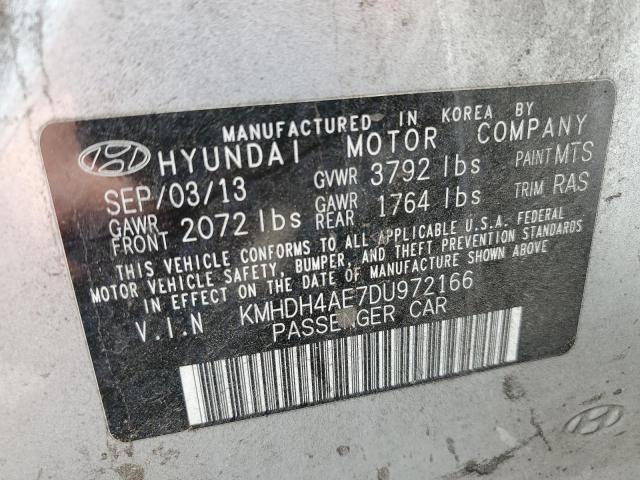 MANUFACTURED IN KOREA BY
HYUNDAI MOTOR COMPANY
SEP/03/13 GVWR 3792 lbs PAINT MTS
GAWR FRONT 2072 lbs GAWR REAR 1764 lbs TRIM RAS
THIS VEHICLE CONFORMS TO ALL APPLICABLE U.S.A. FEDERAL
MOTOR VEHICLE SAFETY, BUMPER, AND THEFT PREVENTION STANDARDS
IN EFFECT ON THE DATE OF MANUFACTURE SHOWN ABOVE.
V.I.N KMHDH4AE7DU972166
PASSENGER CAR